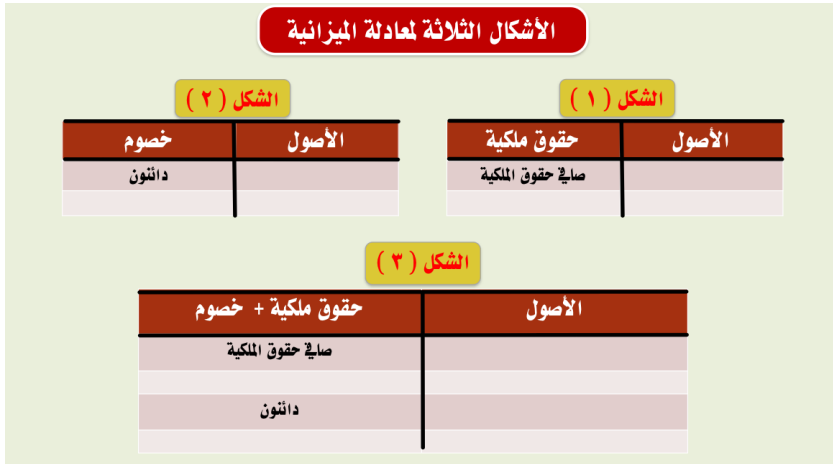 الأشكال الثلاثة لمعادلة الميزانية
الشكل ( ١ )
الأصول حقوق ملكية
صافي حقوق الملكية
الشكل ( ٢ )
الأصول خصوم
دائنون
الشكل ( ٣ )
الأصول حقوق ملكية + خصوم
صافي حقوق الملكية
دائنون